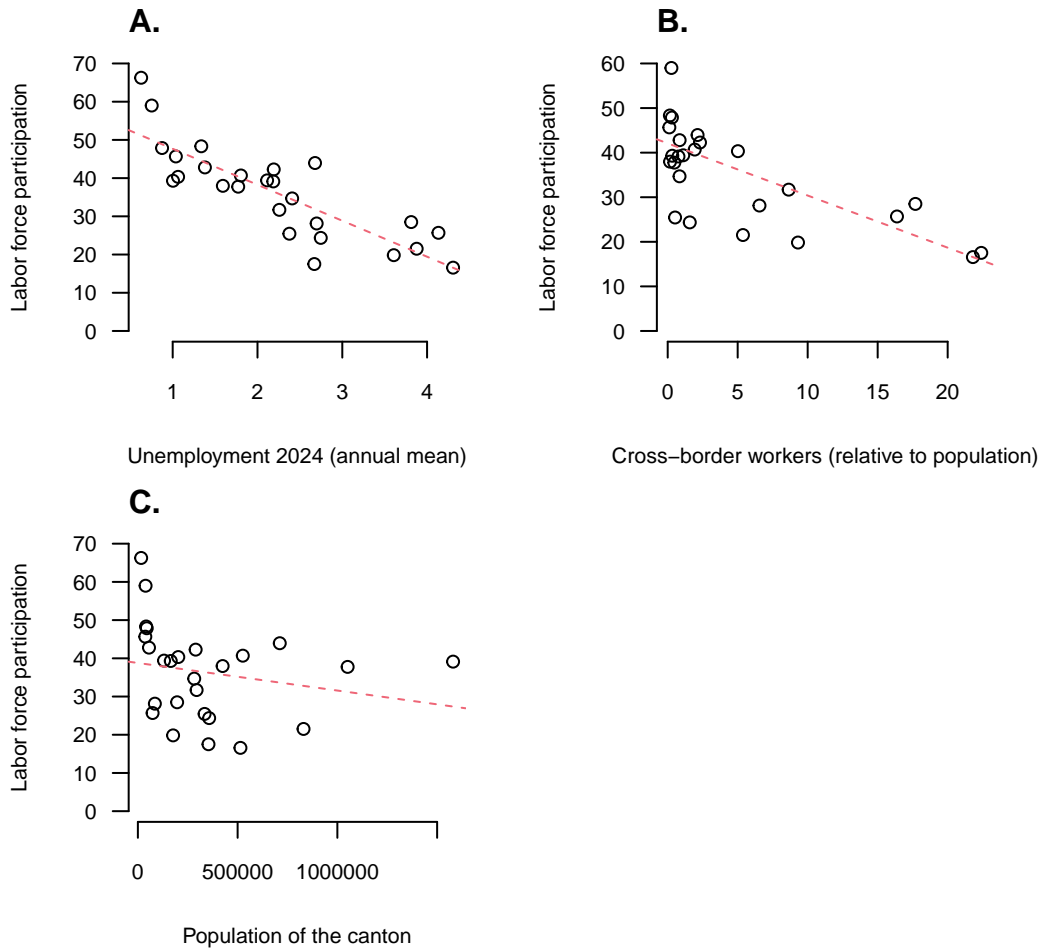 A.
Labor force participation
70
60
50
40
30
20
10
0
1 2 3 4
Unemployment 2024 (annual mean)
B.
Labor force participation
60
50
40
30
20
10
0
0 5 10 15 20
Cross−border workers (relative to population)
C.
Labor force participation
70
60
50
40
30
20
10
0
0 500000 1000000
Population of the canton